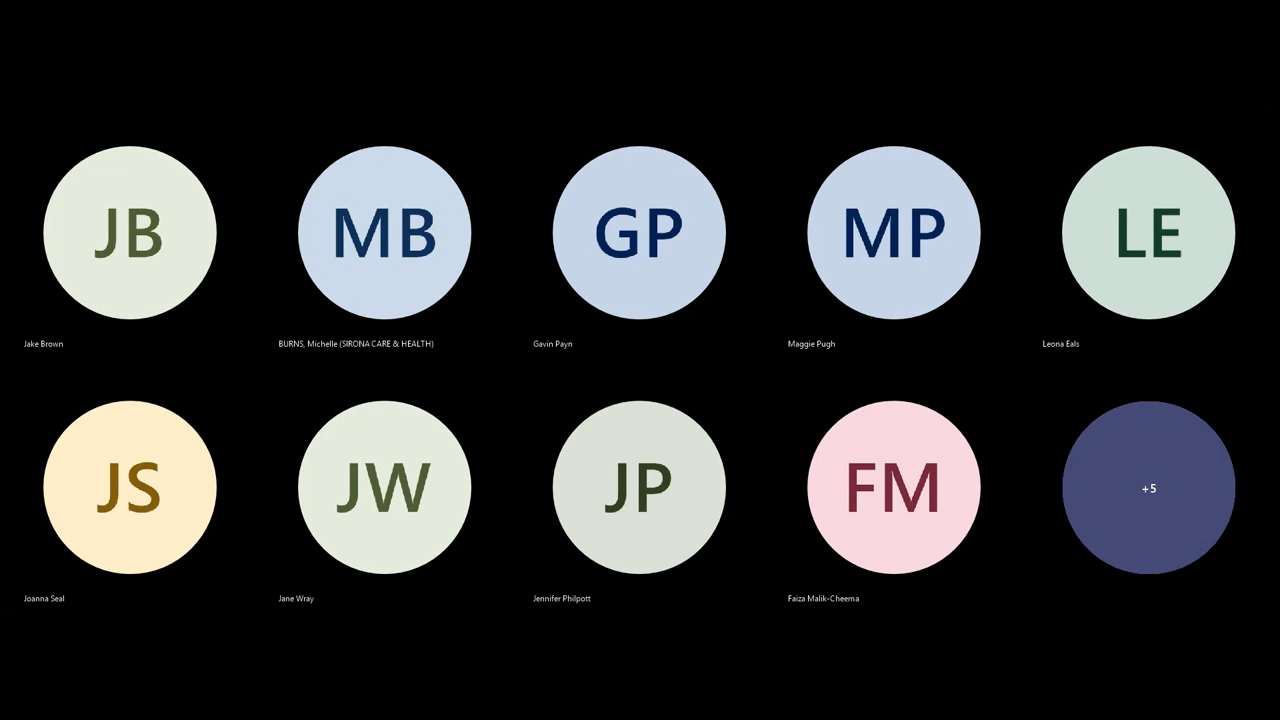 JB
MB
GP
MP
LE
Jake Brown
BURNS, Michelle (SIRONA CARE & HEALTH)
Gavin Payn
Maggie Pugh
Leona Eals
JS
JW
JP
FM
+5
Joanna Seal
Jane Wray
Jennifer Philpott
Faiza Malik-Cheema